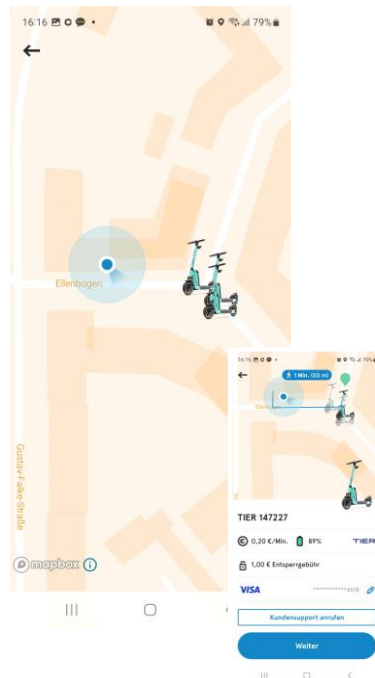 16:16
79%
Ellenbogen
Gustav-Falke-Straße
mapbox
16:16
79%
1 Min. (50 m)
TIER 147227
0,20 €/Min.
89%
TIER
1,00 € Entsperrgebühr
VISA
Kundensupport anrufen
Weiter